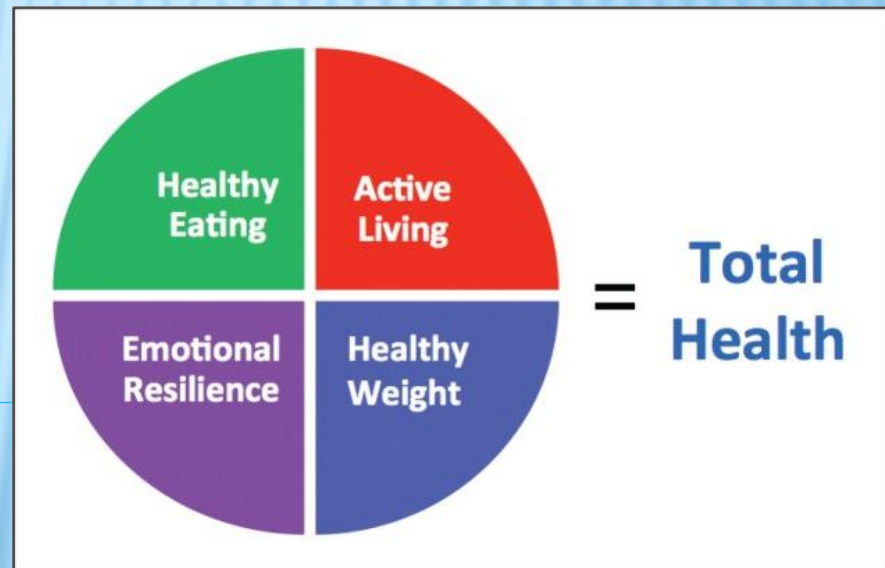 Healthy
Eating
Active
Living
Emotional
Resilience
Healthy
Weight
=
Total
Health